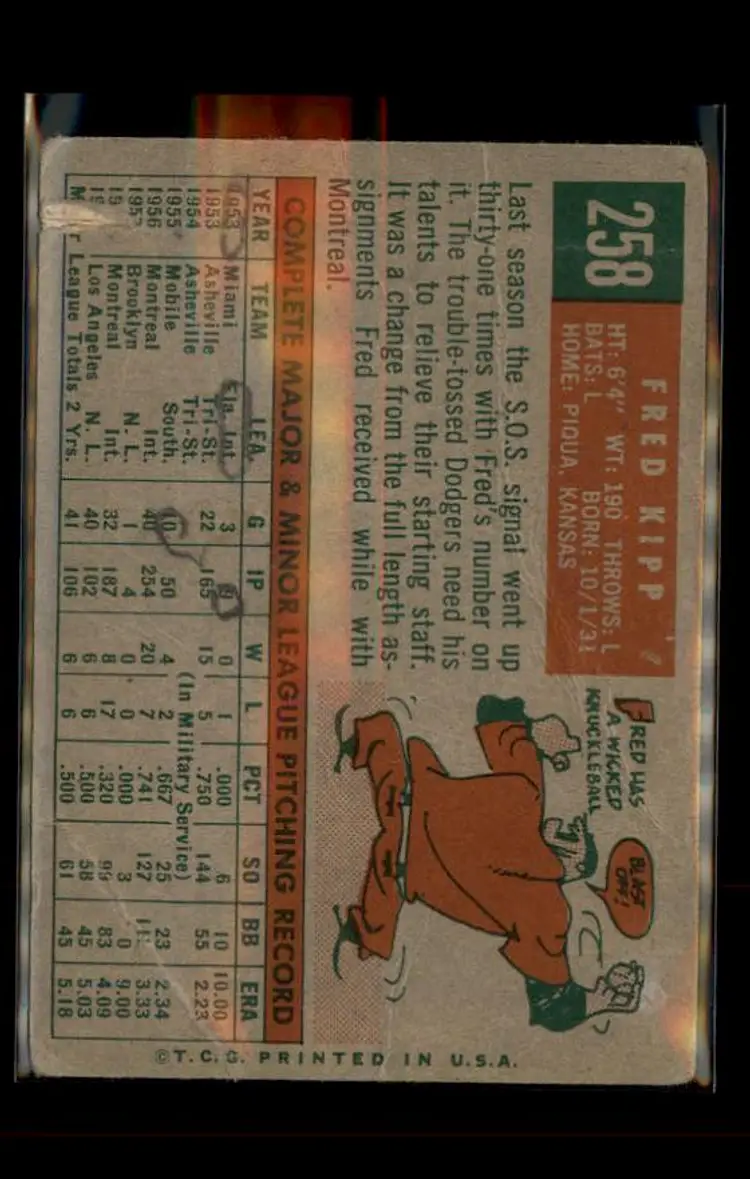 258
FRED KIPP
HT: 6'4" WT: 190 THROWS: L
BATS: L BORN: 10/1/31
HOME: PIQUA, KANSAS
Last season the S.O.S. signal went up
thirty-one times with Fred's number on
it. The trouble-tossed Dodgers need his
talents to relieve their starting staff.
It was a change from the full length as-
signments Fred received while with
Montreal.
FRED HAS
A WICKED
KNUCKLEBALL
BLAST
OFF!
COMPLETE MAJOR & MINOR LEAGUE PITCHING RECORD
YEAR TEAM LEA. G IP W L PCT SO BB ERA
1953 Miami Fla. Int. 3 0 1 .000 6 10 10.00
1953 Asheville Tri-St. 22 165 15 5 .750 144 55 2.23
1954 Asheville Tri-St. (In Military Service)
1955 Mobile South. 10 50 4 2 .667 25 23 2.34
1956 Montreal Int. 40 254 20 7 .741 127 3.33
1957 Brooklyn N. L. 1 4 0 0 .000 3 0 9.00
Montreal Int. 32 187 8 17 .320 99 83 4.09
Los Angeles N. L. 40 102 6 6 .500 58 45 5.03
League Totals 2 Yrs. 41 106 6 6 .500 61 45 5.18
©T.C.G. PRINTED IN U.S.A.